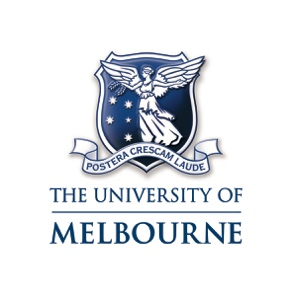 POSTERA CRESCAM LAUDE
THE UNIVERSITY OF
MELBOURNE